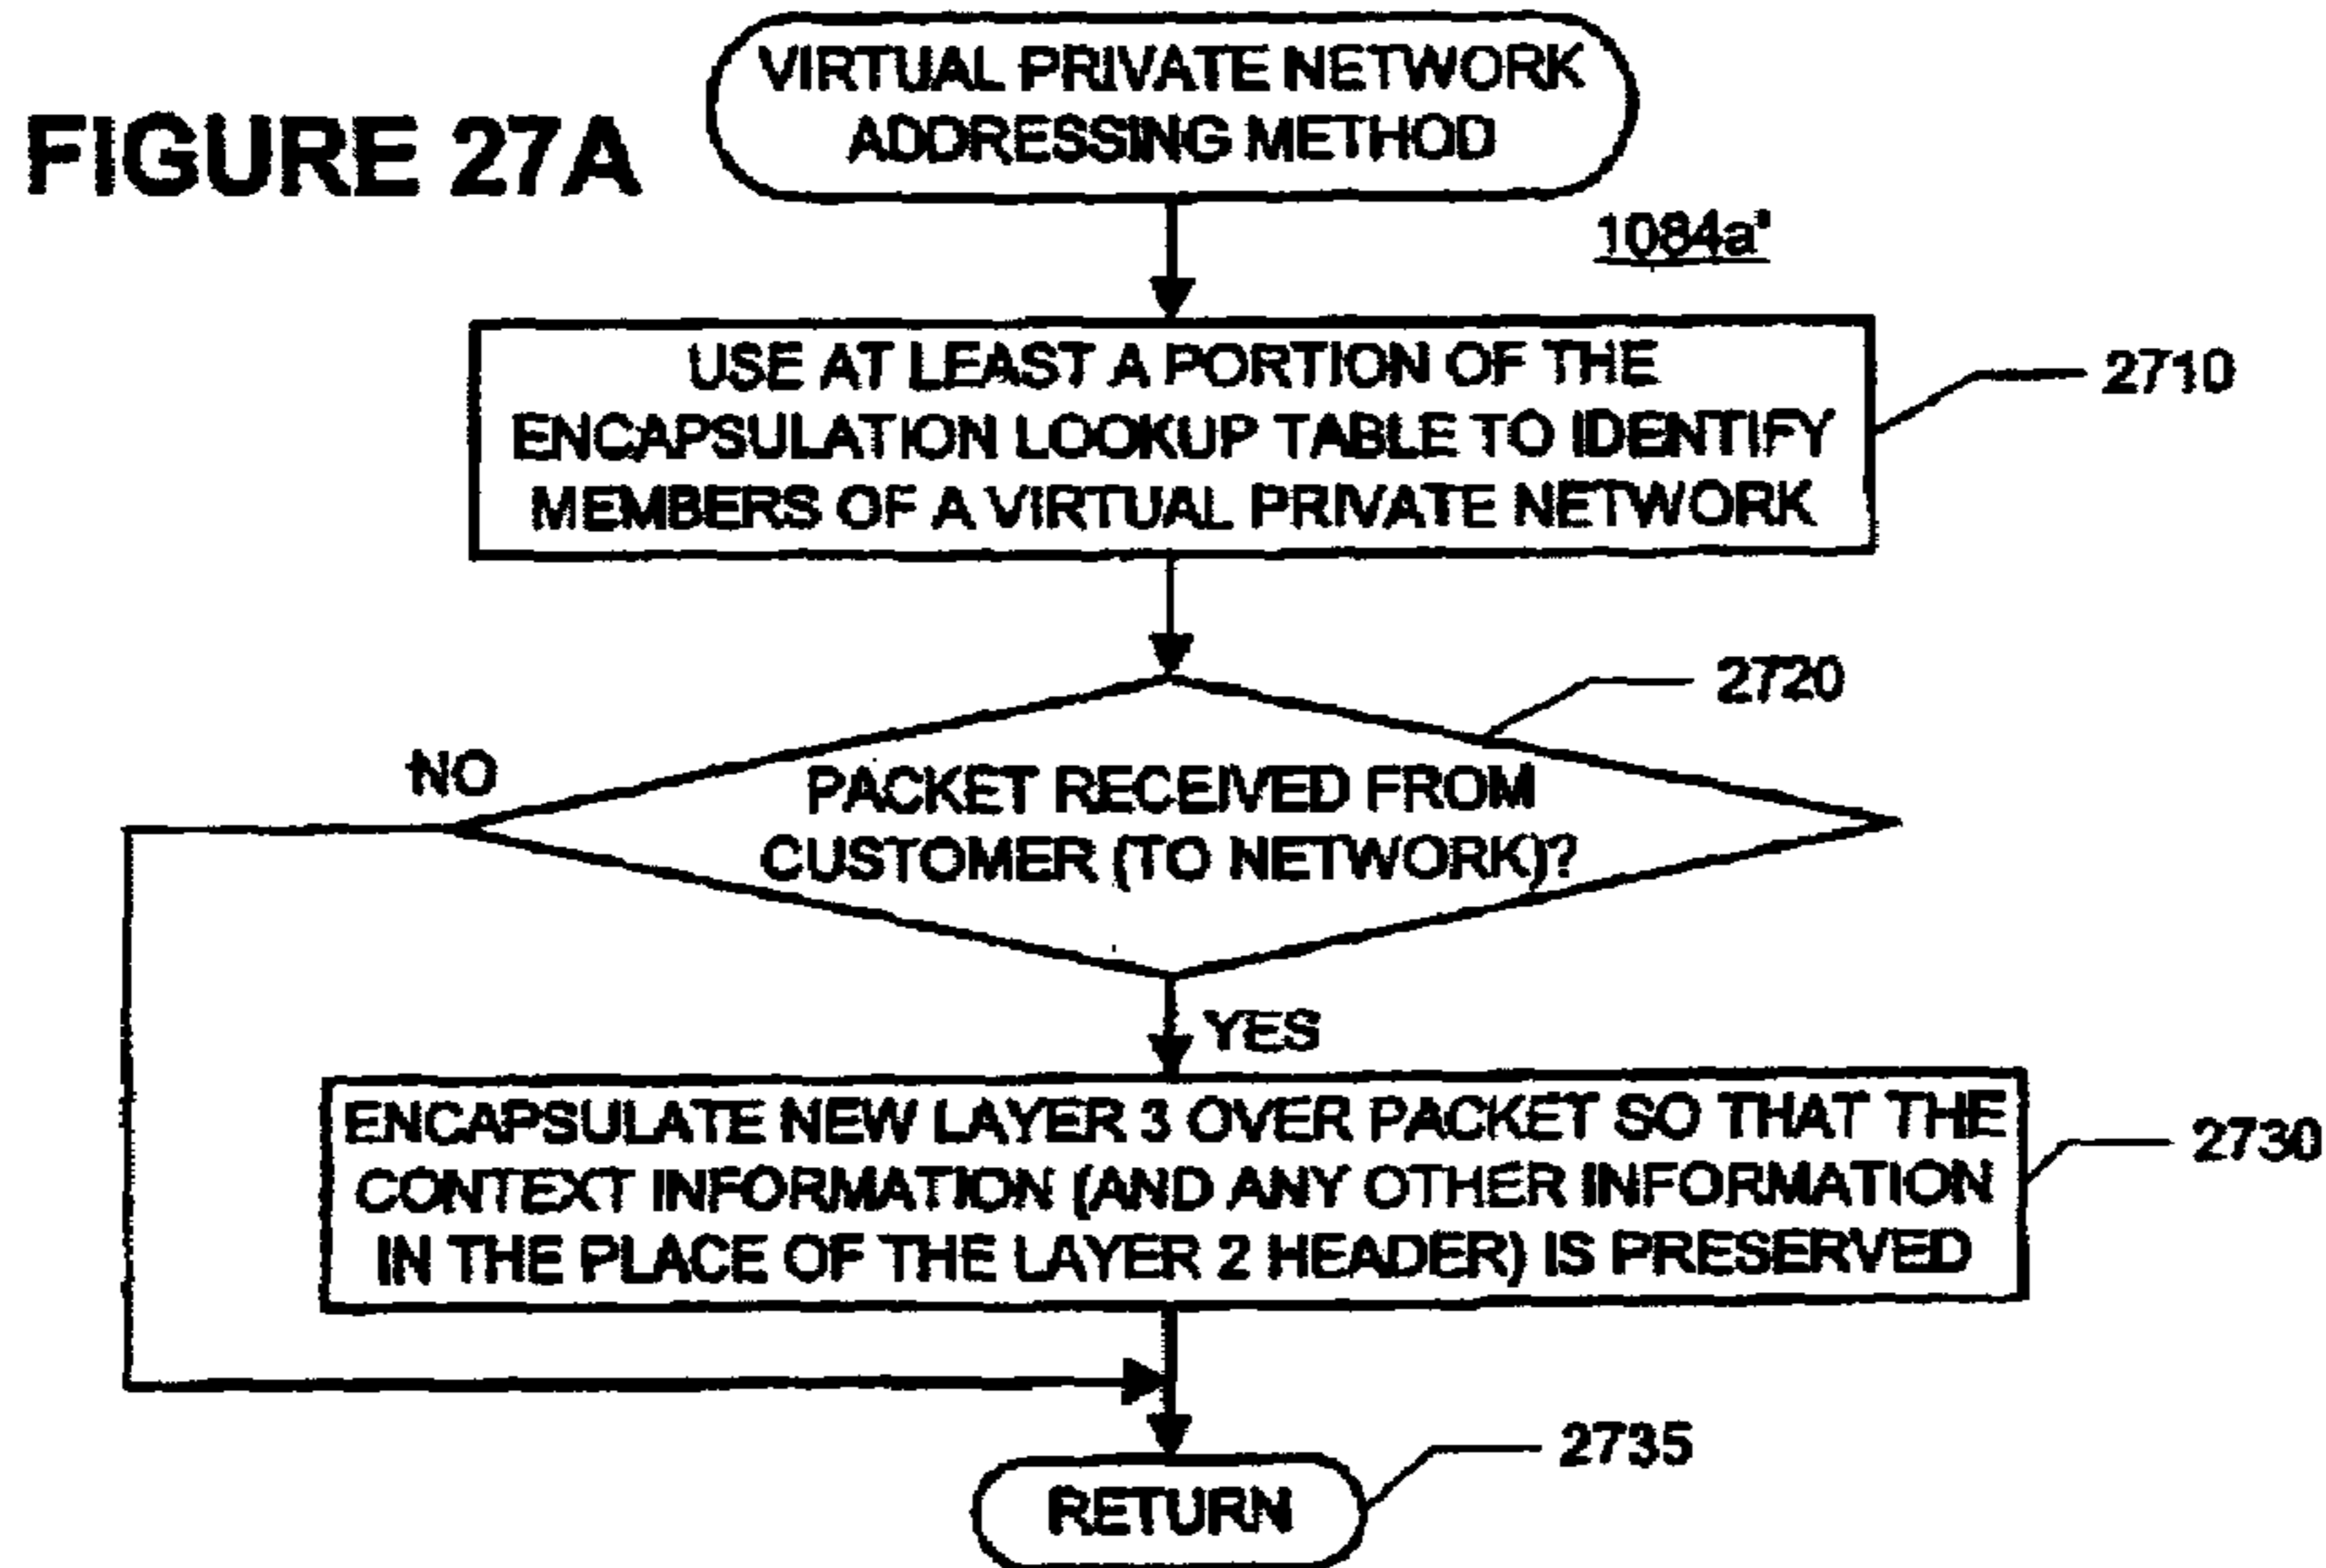 FIGURE 27A
VIRTUAL PRIVATE NETWORK
ADDRESSING METHOD
1084a'
USE AT LEAST A PORTION OF THE
ENCAPSULATION LOOKUP TABLE TO IDENTIFY
MEMBERS OF A VIRTUAL PRIVATE NETWORK
2710
2720
NO
PACKET RECEIVED FROM
CUSTOMER (TO NETWORK)?
YES
ENCAPSULATE NEW LAYER 3 OVER PACKET SO THAT THE
CONTEXT INFORMATION (AND ANY OTHER INFORMATION
IN THE PLACE OF THE LAYER 2 HEADER) IS PRESERVED
2730
2735
RETURN